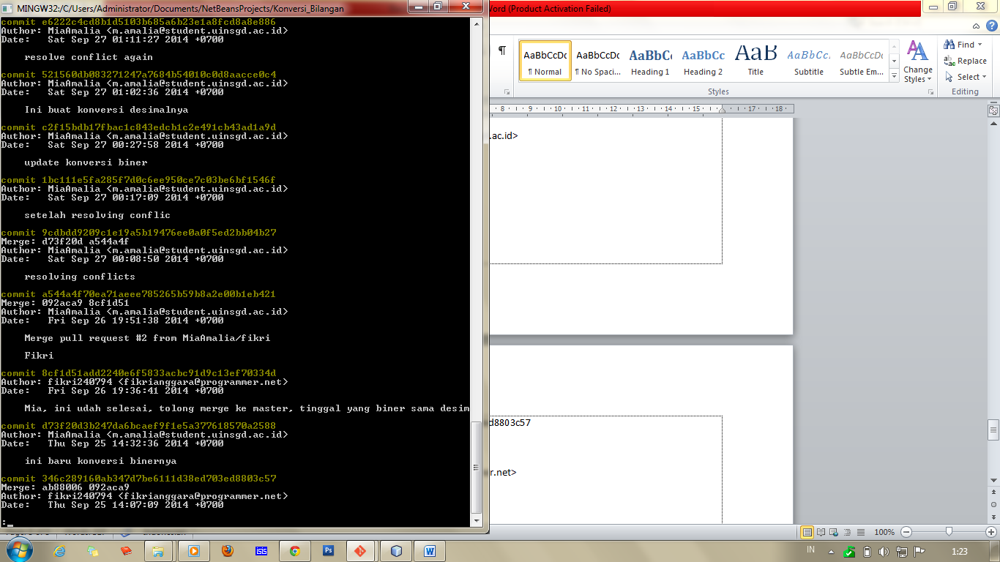 MINGW32:/C/Users/Administrator/Documents/NetBeansProjects/Konversi_Bilangan
commit e6222c4cd8b1d5103b685a6b23e1a8fcd8a8e886
Author: MiaAmalia <m.amalia@student.uinsgd.ac.id>
Date:   Sat Sep 27 01:11:27 2014 +0700
resolve conflict again
commit 521560db083271247a7684b54010c0d8aacce0c4
Author: MiaAmalia <m.amalia@student.uinsgd.ac.id>
Date:   Sat Sep 27 01:02:36 2014 +0700
Ini buat konversi desimalnya
commit c2f15bdb17fbac1c843edcb1c2e491cb43ad1a9d
Author: MiaAmalia <m.amalia@student.uinsgd.ac.id>
Date:   Sat Sep 27 00:27:58 2014 +0700
update konversi biner
commit 1bc111e5fa285f7d0c6ee950ce7c03be6bf1546f
Author: MiaAmalia <m.amalia@student.uinsgd.ac.id>
Date:   Sat Sep 27 00:17:09 2014 +0700
setelah resolving conflic
commit 9cdbdd9209c1e19a5b19476ee0a0f5ed2bb04b27
Merge: d73f20d a544a4f
Author: MiaAmalia <m.amalia@student.uinsgd.ac.id>
Date:   Sat Sep 27 00:08:50 2014 +0700
resolving conflicts
commit a544a4f70ea71aeee785265b59b8a2e00b1eb421
Merge: 092aca9 8cf1d51
Author: MiaAmalia <m.amalia@student.uinsgd.ac.id>
Date:   Fri Sep 26 19:51:38 2014 +0700
Merge pull request #2 from MiaAmalia/fikri
Fikri
commit 8cf1d51add2240e6f5833acbc91d9c13ef70334d
Author: fikri240794 <fikrianggara@programmer.net>
Date:   Fri Sep 26 19:36:41 2014 +0700
Mia, ini udah selesai, tolong merge ke master, tinggal yang biner sama desim
commit d73f20d3b247da6bcaef9f1e5a377618570a2588
Author: MiaAmalia <m.amalia@student.uinsgd.ac.id>
Date:   Thu Sep 25 14:32:36 2014 +0700
ini baru konversi binernya
commit 346c289160ab347d7be6111d38ed703ed8803c57
Merge: ab88006 092aca9
Author: fikri240794 <fikrianggara@programmer.net>
Date:   Thu Sep 25 14:07:09 2014 +0700
:
Word (Product Activation Failed)
AaBbCcDc AaBbCcDc AaBbCc AaBbCc AaB AaBbCc. AaBbCcDc
¶ Normal ¶ No Spaci... Heading 1 Heading 2 Title Subtitle Subtle Em...
Change
Styles
Find
Replace
Select
Styles
Editing
8 9 10 11 12 13 14 15 17 18
.ac.id>
d8803c57
r.net>
100%
IN
1:23